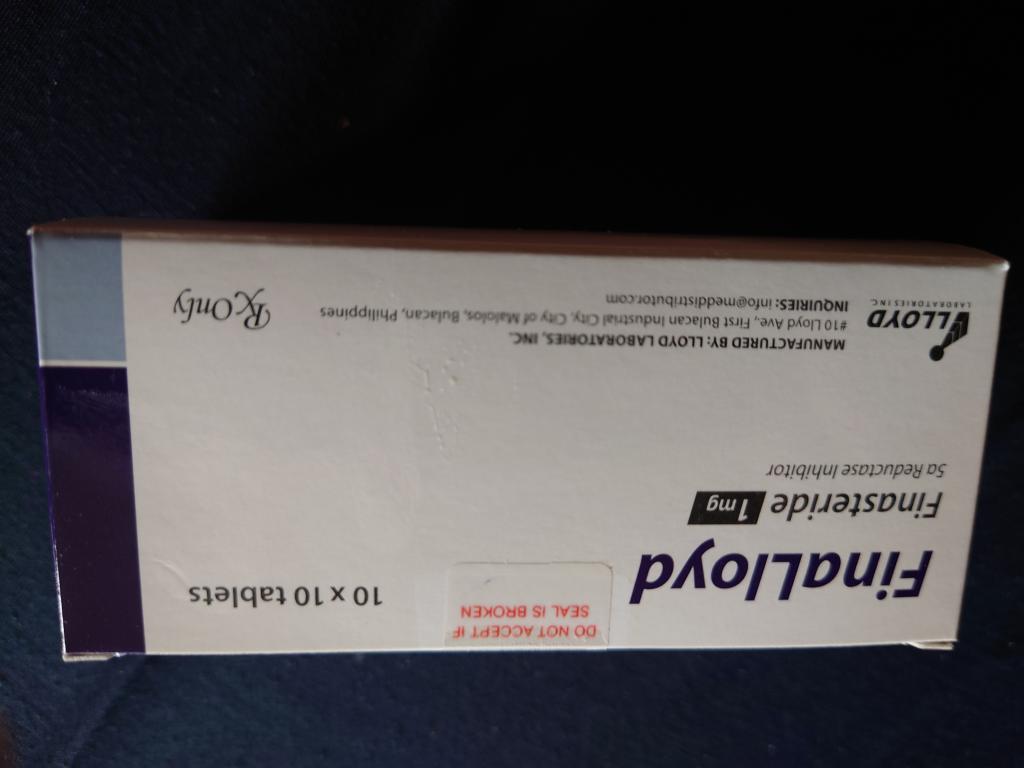 DO NOT ACCEPT IF
SEAL IS BROKEN
FinaLloyd
10 x 10 tablets
Finasteride 1mg
5a Reductase Inhibitor
LLOYD
LABORATORIES INC.
MANUFACTURED BY: LLOYD LABORATORIES, INC.
#10 Lloyd Ave., First Bulacan Industrial City, City of Malolos, Bulacan, Philippines
INQUIRIES: info@meddistributor.com
Rx Only